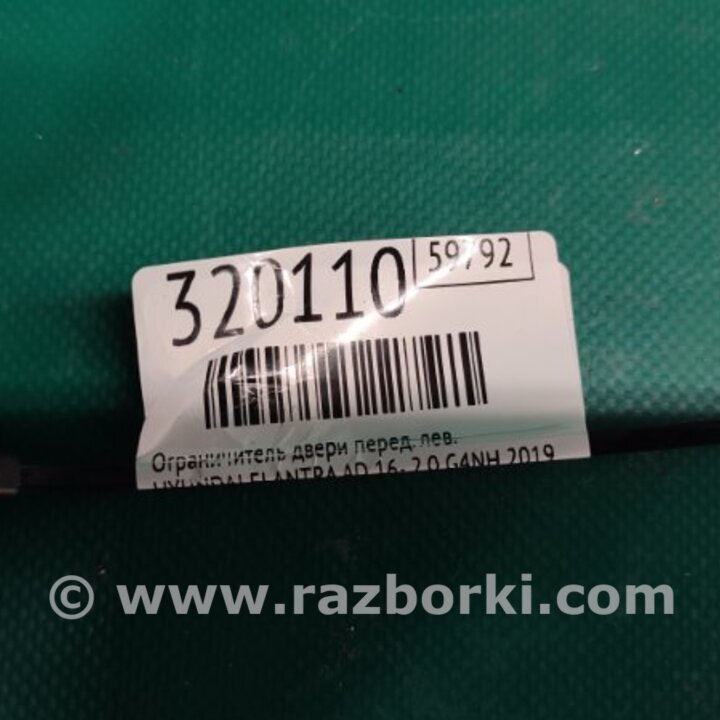 320110 59792
Ограничитель двери перед. лев.
HYUNDAI ELANTRA AD 16- 2.0 G4NH 2019
© www.razborki.com